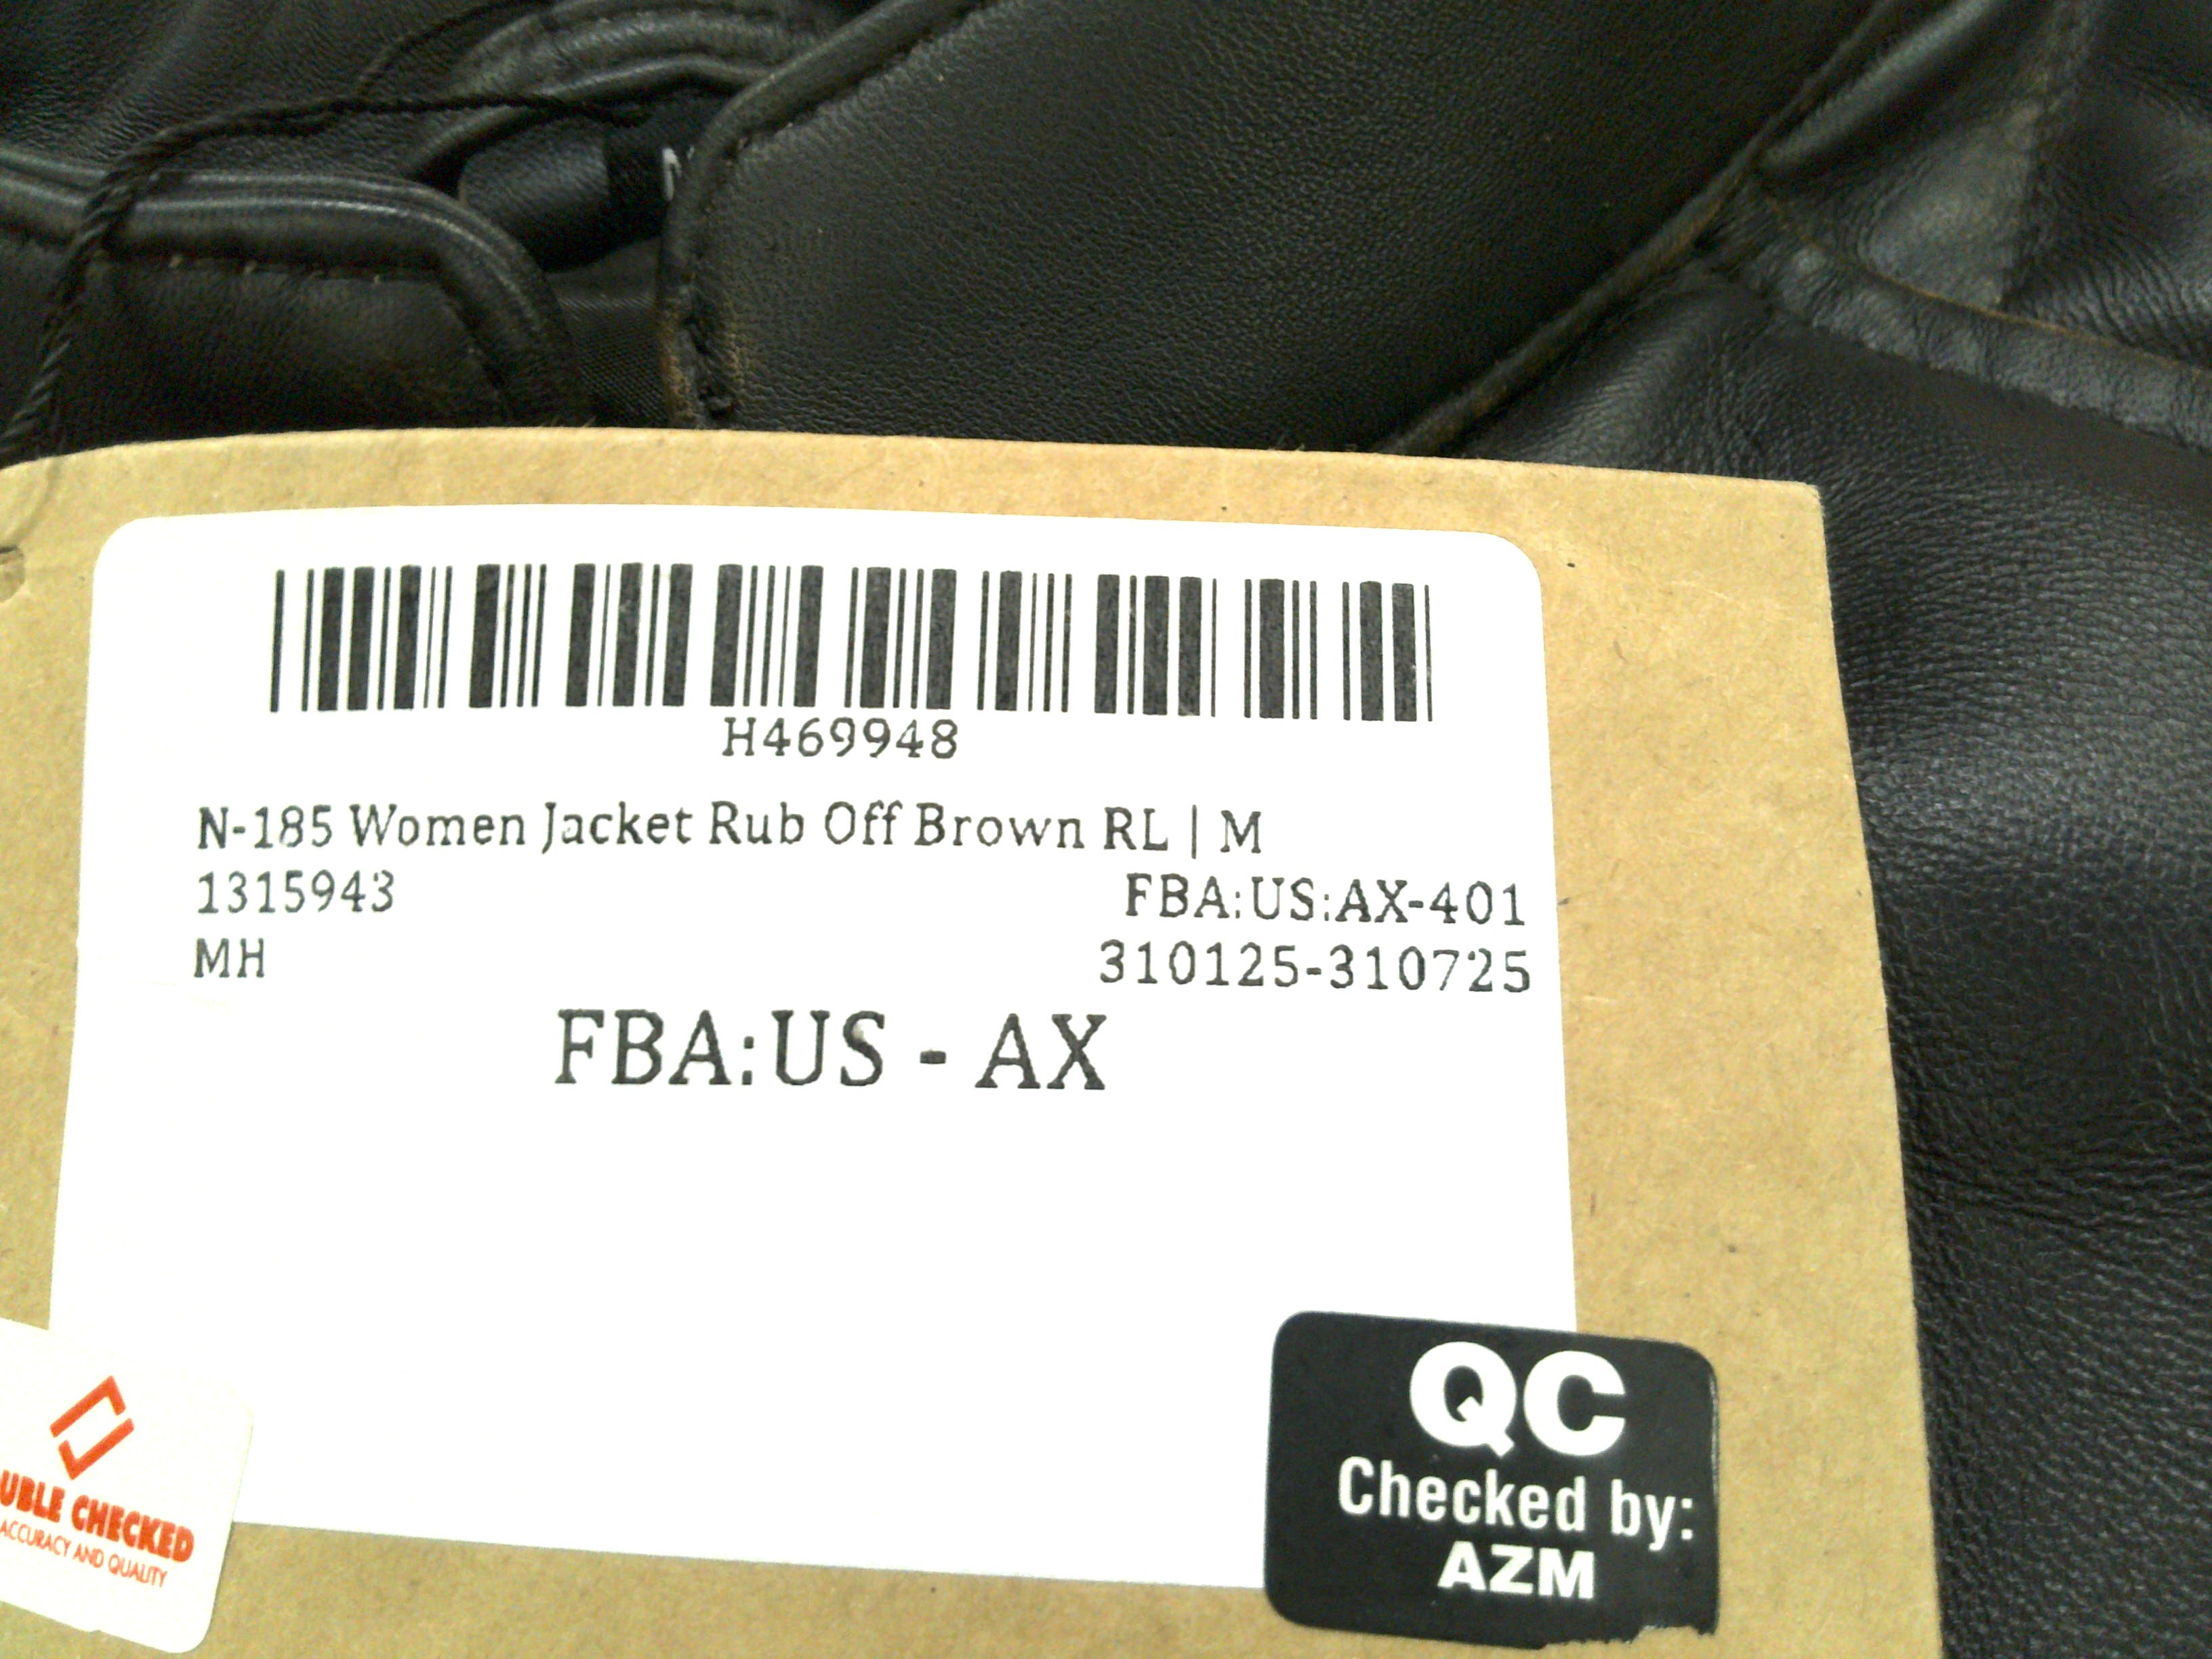 H469948
N-185 Women Jacket Rub Off Brown RL | M
1315943
FBA:US:AX-401
MH
310125-310725
FBA:US - AX
QC
Checked by:
AZM
UBLE CHECKED
ACCURACY AND QUALITY